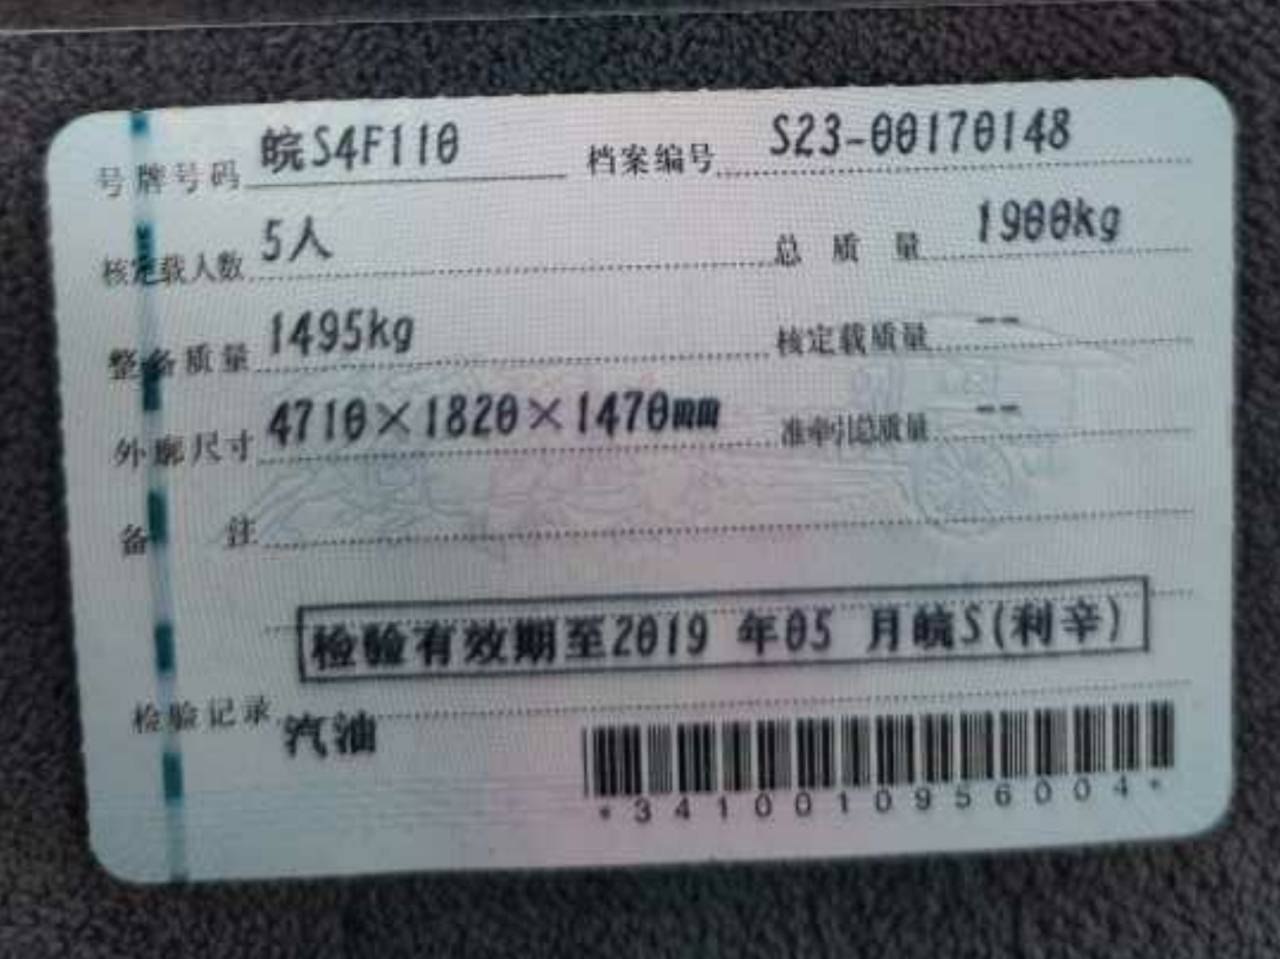 号牌号码 皖S4F110 档案编号 S23-00170148
核定载人数 5人 总质量 1900kg
整备质量 1495kg 核定载质量 --
外廓尺寸 4710×1820×1470mm 准牵引总质量 --
备注
检验有效期至2019 年05 月皖S(利辛)
检验记录
汽油
*3410010956004*